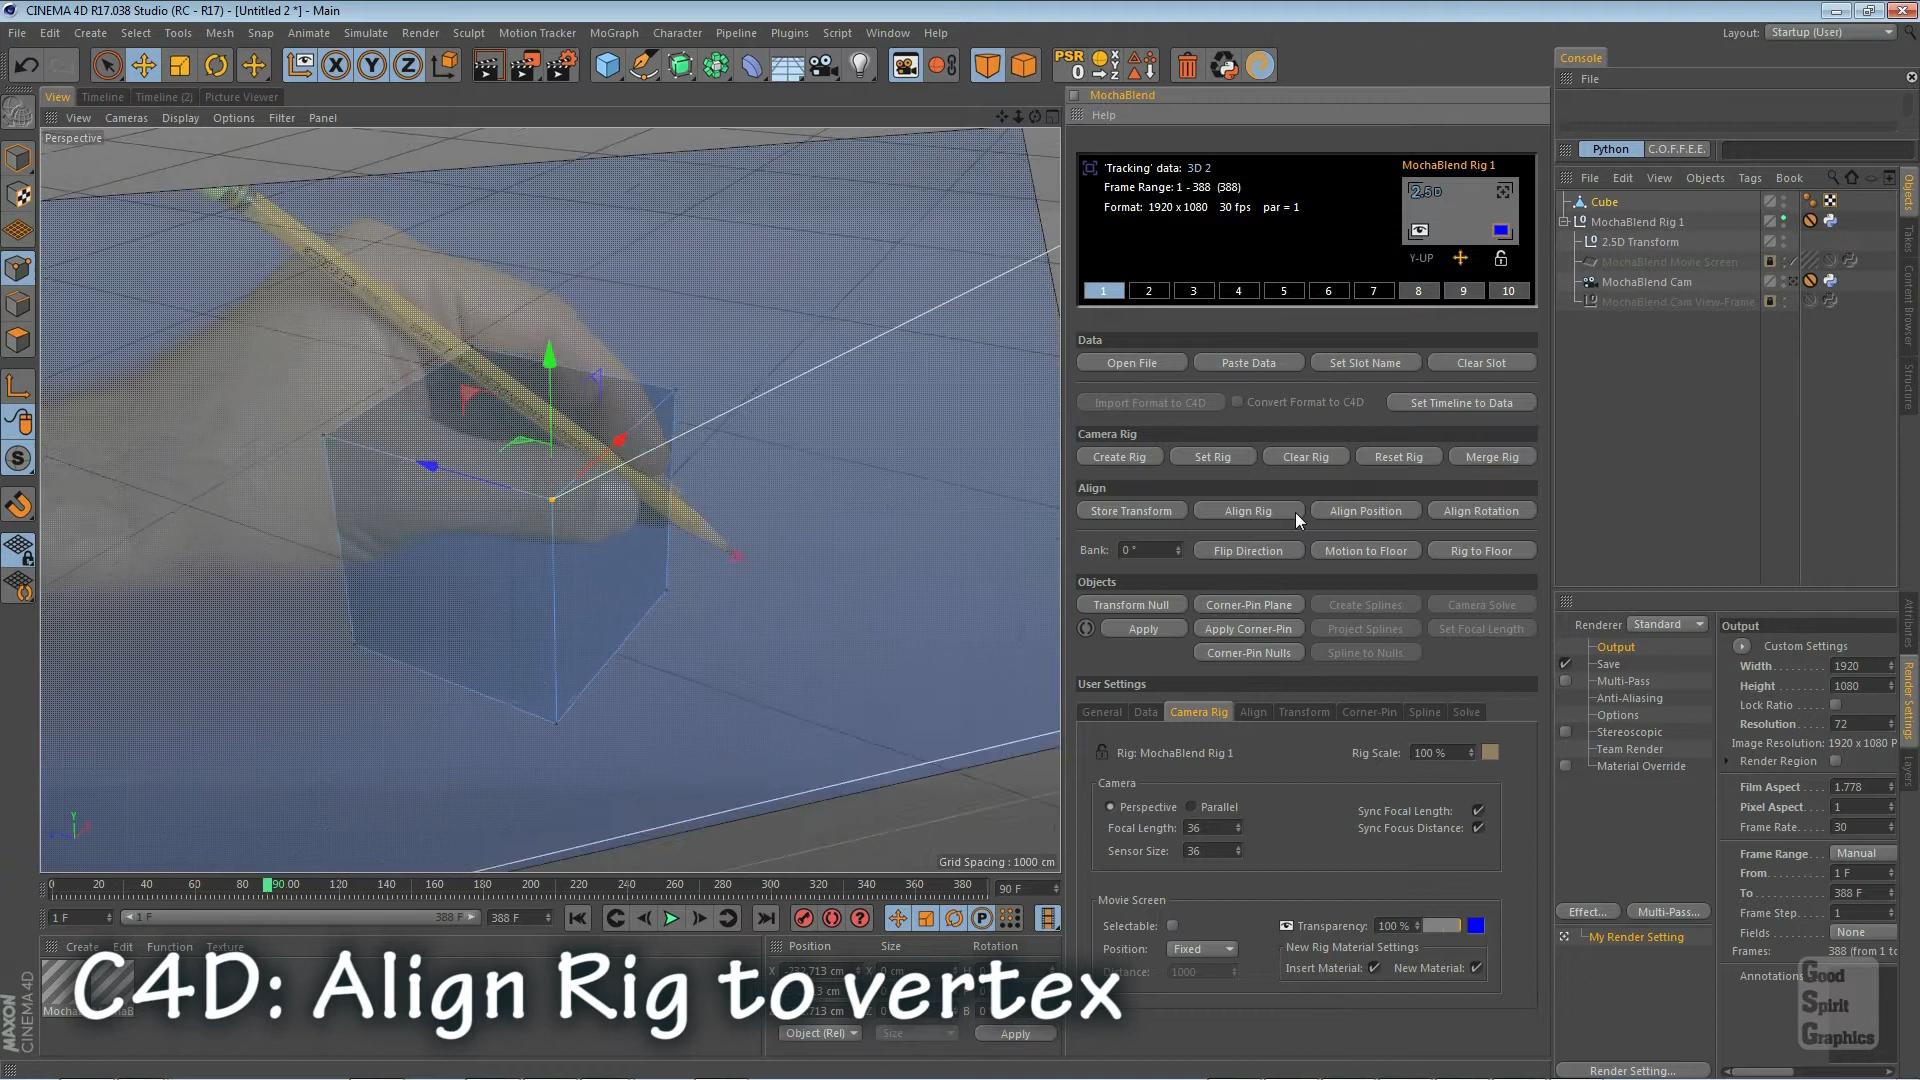 CINEMA 4D R17.038 Studio (RC - R17) - [Untitled 2 *] - Main
File Edit Create Select Tools Mesh Snap Animate Simulate Render Sculpt Motion Tracker MoGraph Character Pipeline Plugins Script Window Help
Layout: Startup (User)
PSR
0
Console
File
View Timeline Timeline (2) Picture Viewer
View Cameras Display Options Filter Panel
Perspective
Grid Spacing : 1000 cm
MochaBlend
Help
'Tracking' data: 3D 2
Frame Range: 1 - 388 (388)
Format: 1920 x 1080 30 fps par = 1
MochaBlend Rig 1
2.5D
Y-UP
1 2 3 4 5 6 7 8 9 10
Data
Open File Paste Data Set Slot Name Clear Slot
Import Format to C4D Convert Format to C4D Set Timeline to Data
Camera Rig
Create Rig Set Rig Clear Rig Reset Rig Merge Rig
Align
Store Transform Align Rig Align Position Align Rotation
Bank: 0 ° Flip Direction Motion to Floor Rig to Floor
Objects
Transform Null Corner-Pin Plane Create Splines Camera Solve
Apply Apply Corner-Pin Project Splines Set Focal Length
Corner-Pin Nulls Spline to Nulls
User Settings
General Data Camera Rig Align Transform Corner-Pin Spline Solve
Rig: MochaBlend Rig 1 Rig Scale: 100 %
Camera
Perspective Parallel
Sync Focal Length:
Focal Length: 36
Sync Focus Distance:
Sensor Size: 36
Movie Screen
Selectable: Transparency: 100 %
Position: Fixed
New Rig Material Settings
Distance: 1000
Insert Material: New Material:
Python C.O.F.F.E.E.
File Edit View Objects Tags Book
Cube
MochaBlend Rig 1
2.5D Transform
MochaBlend Movie Screen
MochaBlend Cam
MochaBlend Cam View-Frame
Objects
Takes
Content Browser
Structure
Renderer Standard
Output
Save
Multi-Pass
Anti-Aliasing
Options
Stereoscopic
Team Render
Material Override
Effect... Multi-Pass...
My Render Setting
Render Setting...
Output
Custom Settings
Width 1920
Height 1080
Lock Ratio
Resolution 72
Image Resolution: 1920 x 1080 P
Render Region
Film Aspect 1.778
Pixel Aspect 1
Frame Rate 30
Frame Range Manual
From 1 F
To 388 F
Frame Step 1
Fields None
Frames: 388 (from 1 to
Annotations
Attributes
Render Settings
Layers
0 20 40 60 80 90 00 120 140 160 180 200 220 240 260 280 300 320 340 360 380 90 F
1 F 1 F 388 F 388 F
Create Edit Function Texture
Position Size Rotation
Object (Rel) Size Apply
MAXON
CINEMA 4D
C4D: Align Rig to vertex
Good
Spirit
Graphics